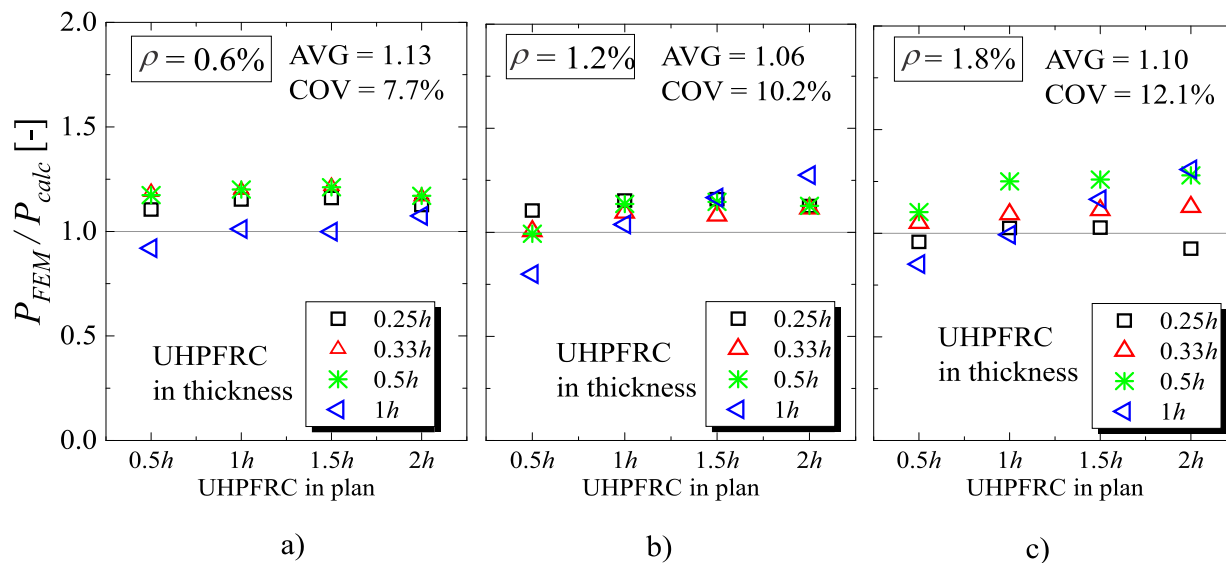 P_FEM / P_calc [-]
2.0
1.5
1.0
0.5
0.0
ρ = 0.6%
AVG = 1.13
COV = 7.7%
UHPFRC
in thickness
0.25h
0.33h
0.5h
1h
0.5h 1h 1.5h 2h
UHPFRC in plan
a)
ρ = 1.2%
AVG = 1.06
COV = 10.2%
UHPFRC
in thickness
0.25h
0.33h
0.5h
1h
0.5h 1h 1.5h 2h
UHPFRC in plan
b)
ρ = 1.8%
AVG = 1.10
COV = 12.1%
UHPFRC
in thickness
0.25h
0.33h
0.5h
1h
0.5h 1h 1.5h 2h
UHPFRC in plan
c)